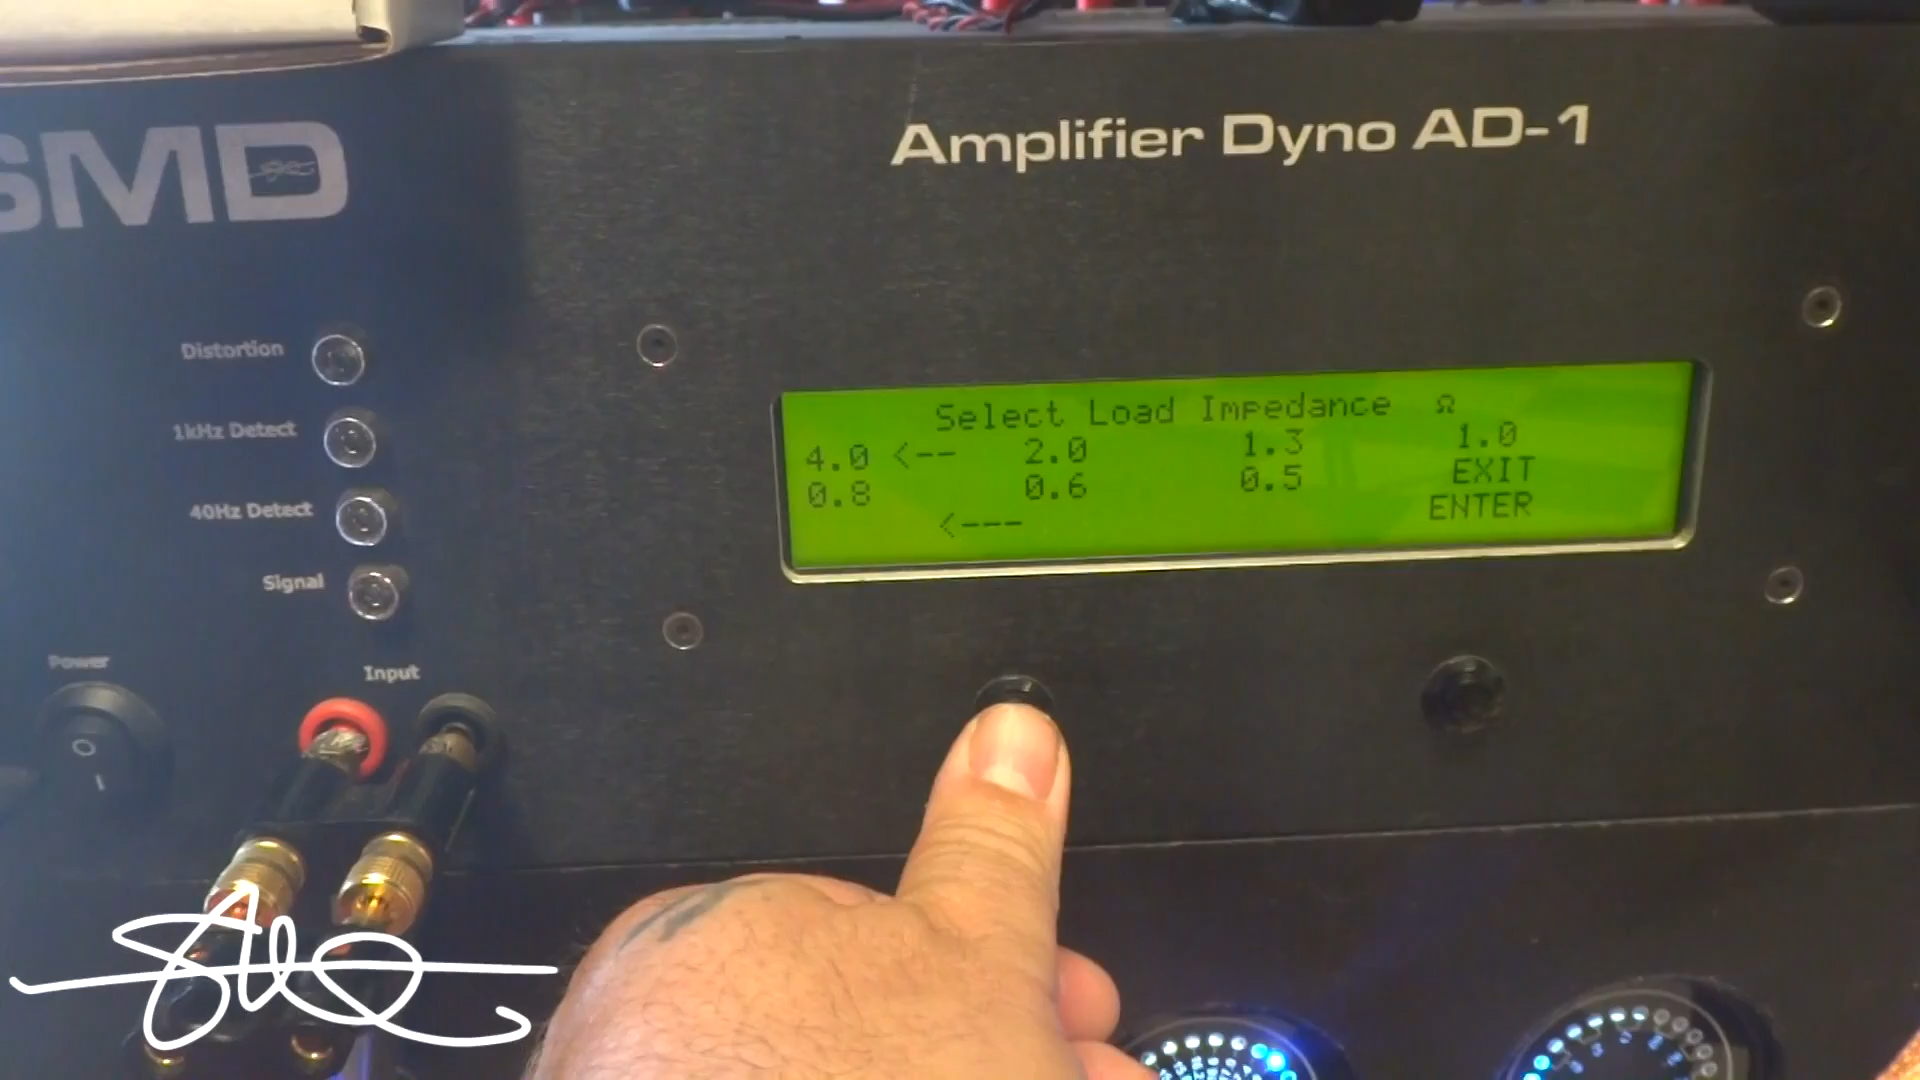 SMD
Amplifier Dyno AD-1
Distortion
1kHz Detect
40Hz Detect
Signal
Power
Input
Select Load Impedance Ω
4.0 <-- 2.0 1.3 1.0
0.8 0.6 0.5 EXIT
<--- ENTER